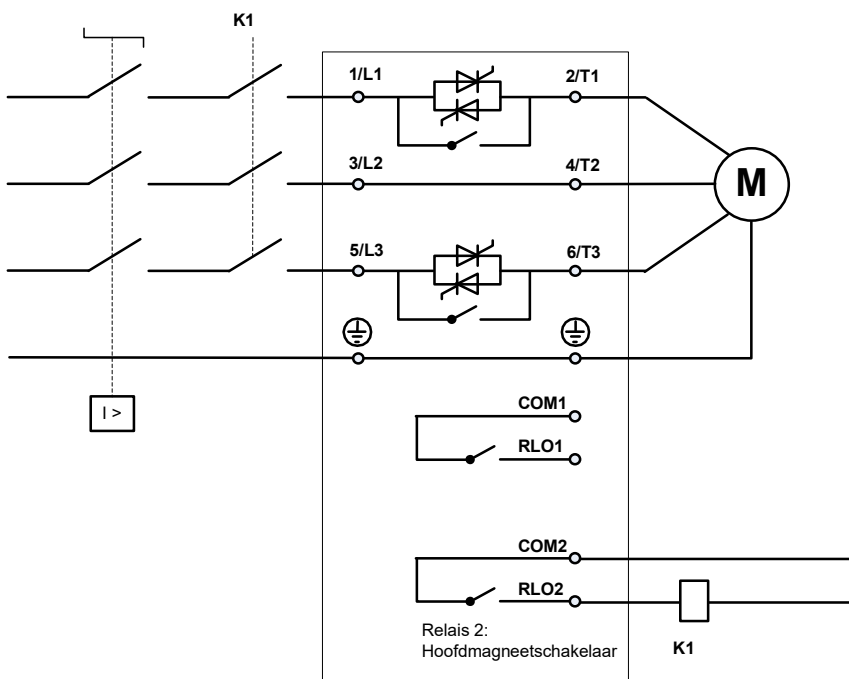 K1
1/L1
2/T1
3/L2
4/T2
M
5/L3
6/T3
I >
COM1
RLO1
COM2
RLO2
Relais 2:
Hoofdmagneetschakelaar
K1